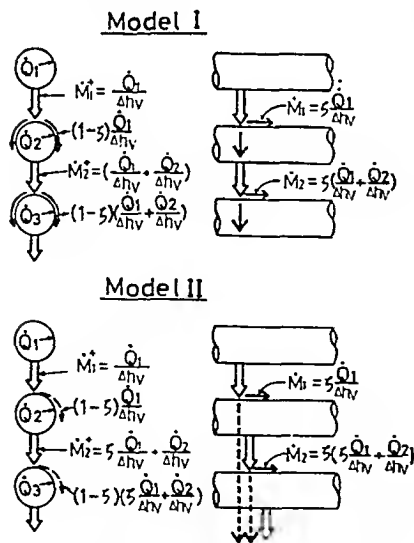 Model I
Q̇1
Ṁ1⁺ = Q̇1/Δhv
Ṁ1 = ζ Q̇1/Δhv
Q̇2
(1-ζ) Q̇1/Δhv
Ṁ2⁺ = (Q̇1/Δhv + Q̇2/Δhv)
Ṁ2 = ζ(Q̇1/Δhv + Q̇2/Δhv)
Q̇3
(1-ζ)(Q̇1/Δhv + Q̇2/Δhv)
Model II
Q̇1
Ṁ1⁺ = Q̇1/Δhv
Ṁ1 = ζ Q̇1/Δhv
Q̇2
(1-ζ) Q̇1/Δhv
Ṁ2⁺ = ζ Q̇1/Δhv + Q̇2/Δhv
Ṁ2 = ζ(ζ Q̇1/Δhv + Q̇2/Δhv)
Q̇3
(1-ζ)(ζ Q̇1/Δhv + Q̇2/Δhv)